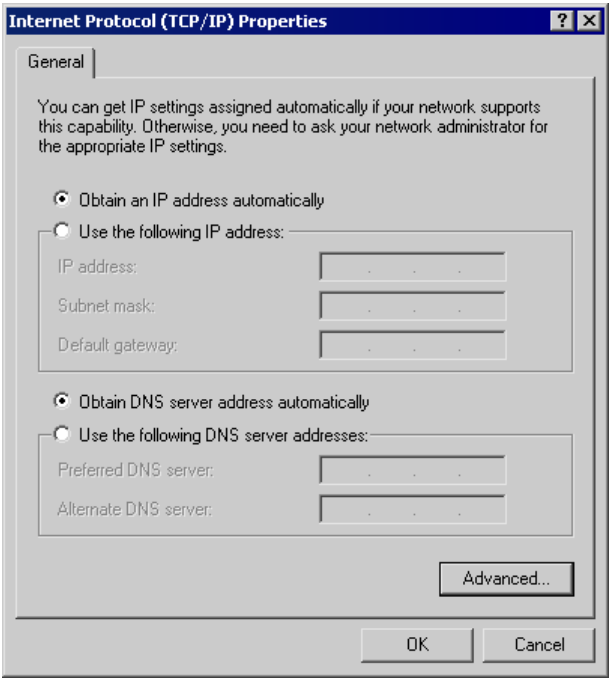 Internet Protocol (TCP/IP) Properties
General
You can get IP settings assigned automatically if your network supports
this capability. Otherwise, you need to ask your network administrator for
the appropriate IP settings.
Obtain an IP address automatically
Use the following IP address:
IP address:
Subnet mask:
Default gateway:
Obtain DNS server address automatically
Use the following DNS server addresses:
Preferred DNS server:
Alternate DNS server:
Advanced...
OK Cancel